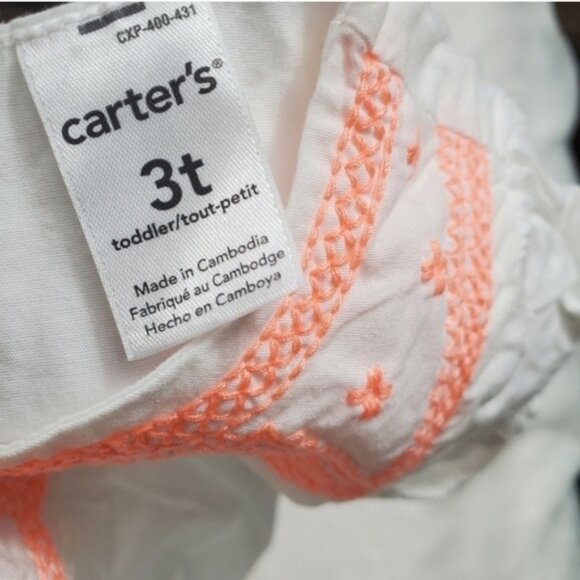 CXP-400-431
carter's®
3t
toddler/tout-petit
Made in Cambodia
Fabriqué au Cambodge
Hecho en Camboya